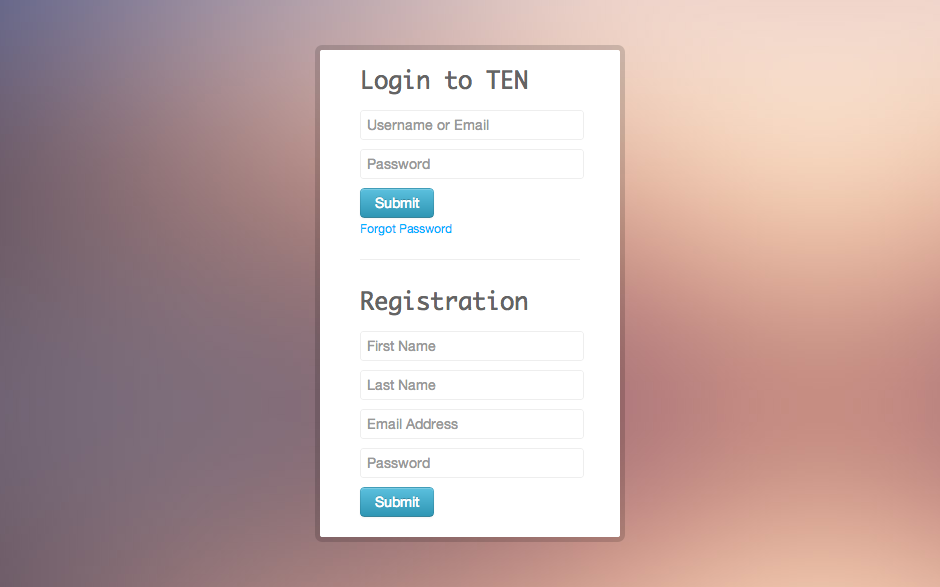 Login to TEN
Username or Email
Password
Submit
Forgot Password
Registration
First Name
Last Name
Email Address
Password
Submit